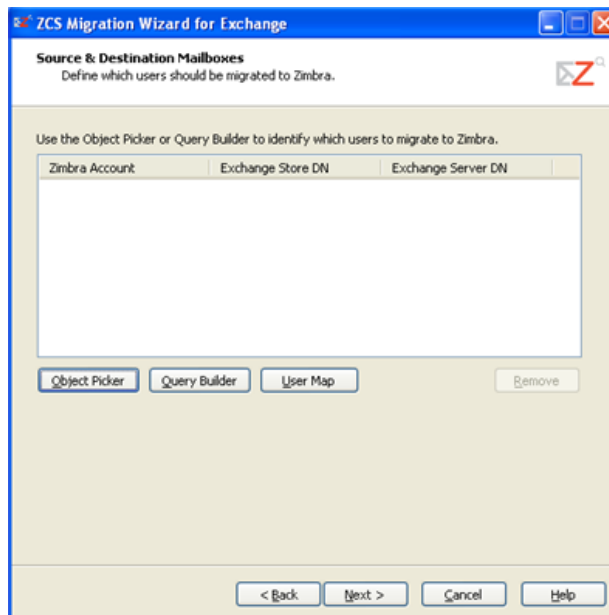 ZCS Migration Wizard for Exchange
Source & Destination Mailboxes
Define which users should be migrated to Zimbra.
Use the Object Picker or Query Builder to identify which users to migrate to Zimbra.
Zimbra Account Exchange Store DN Exchange Server DN
Object Picker Query Builder User Map Remove
< Back Next > Cancel Help